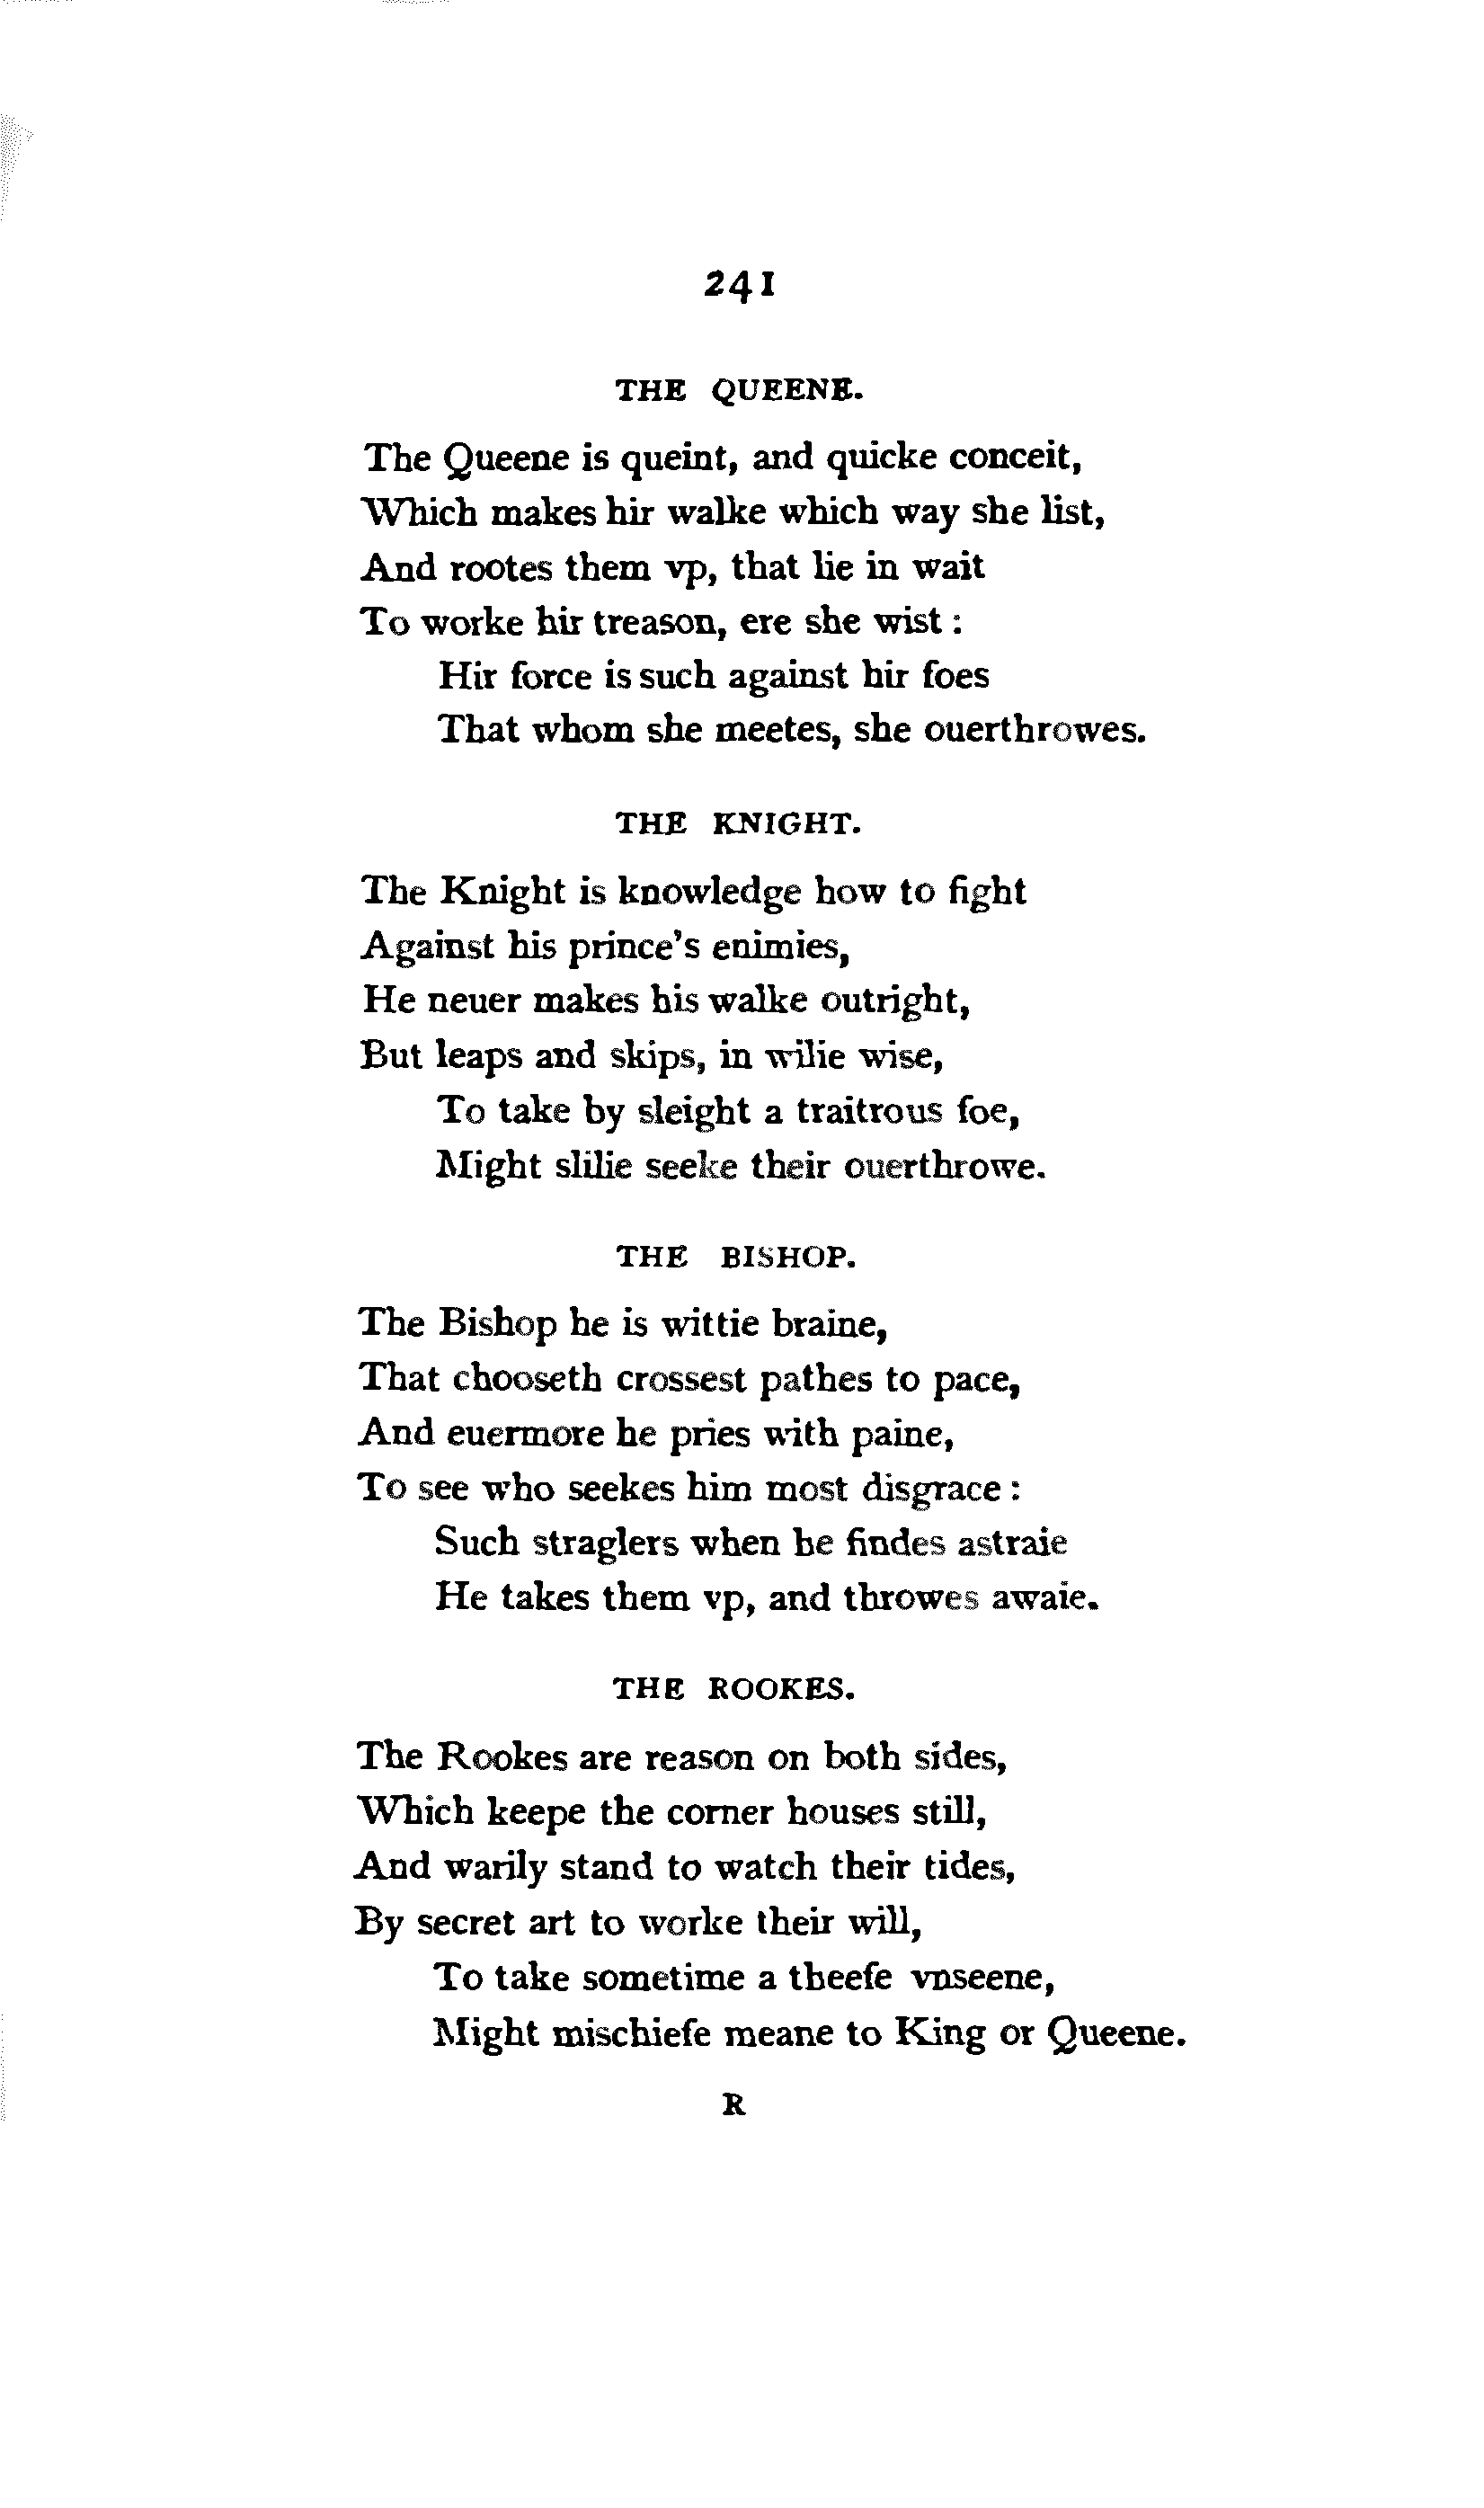 241
THE QUEENE.
The Queene is queint, and quicke conceit,
Which makes hir walke which way she list,
And rootes them vp, that lie in wait
To worke hir treason, ere she wist :
Hir force is such against hir foes
That whom she meetes, she ouerthrowes.
THE KNIGHT.
The Knight is knowledge how to fight
Against his prince's enimies,
He neuer makes his walke outright,
But leaps and skips, in wilie wise,
To take by sleight a traitrous foe,
Might slilie seeke their ouerthrowe.
THE BISHOP.
The Bishop he is wittie braine,
That chooseth crossest pathes to pace,
And euermore he pries with paine,
To see who seekes him most disgrace :
Such straglers when he findes astraie
He takes them vp, and throwes awaie.
THE ROOKES.
The Rookes are reason on both sides,
Which keepe the corner houses still,
And warily stand to watch their tides,
By secret art to worke their will,
To take sometime a theefe vnseene,
Might mischiefe meane to King or Queene.
R